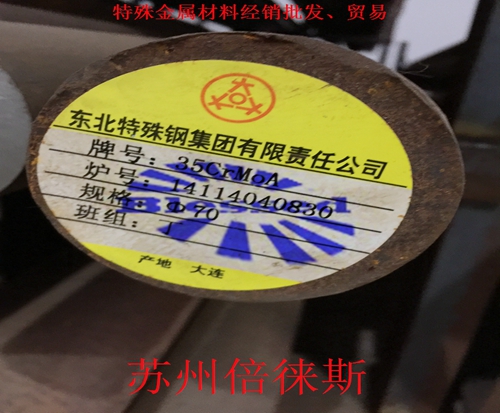 特殊金属材料经销批发、贸易
东北特殊钢集团有限责任公司
牌号：35CrMoA
炉号：14114040830
规格：Φ70
班组：丁
产地 大连
苏州倍徕斯